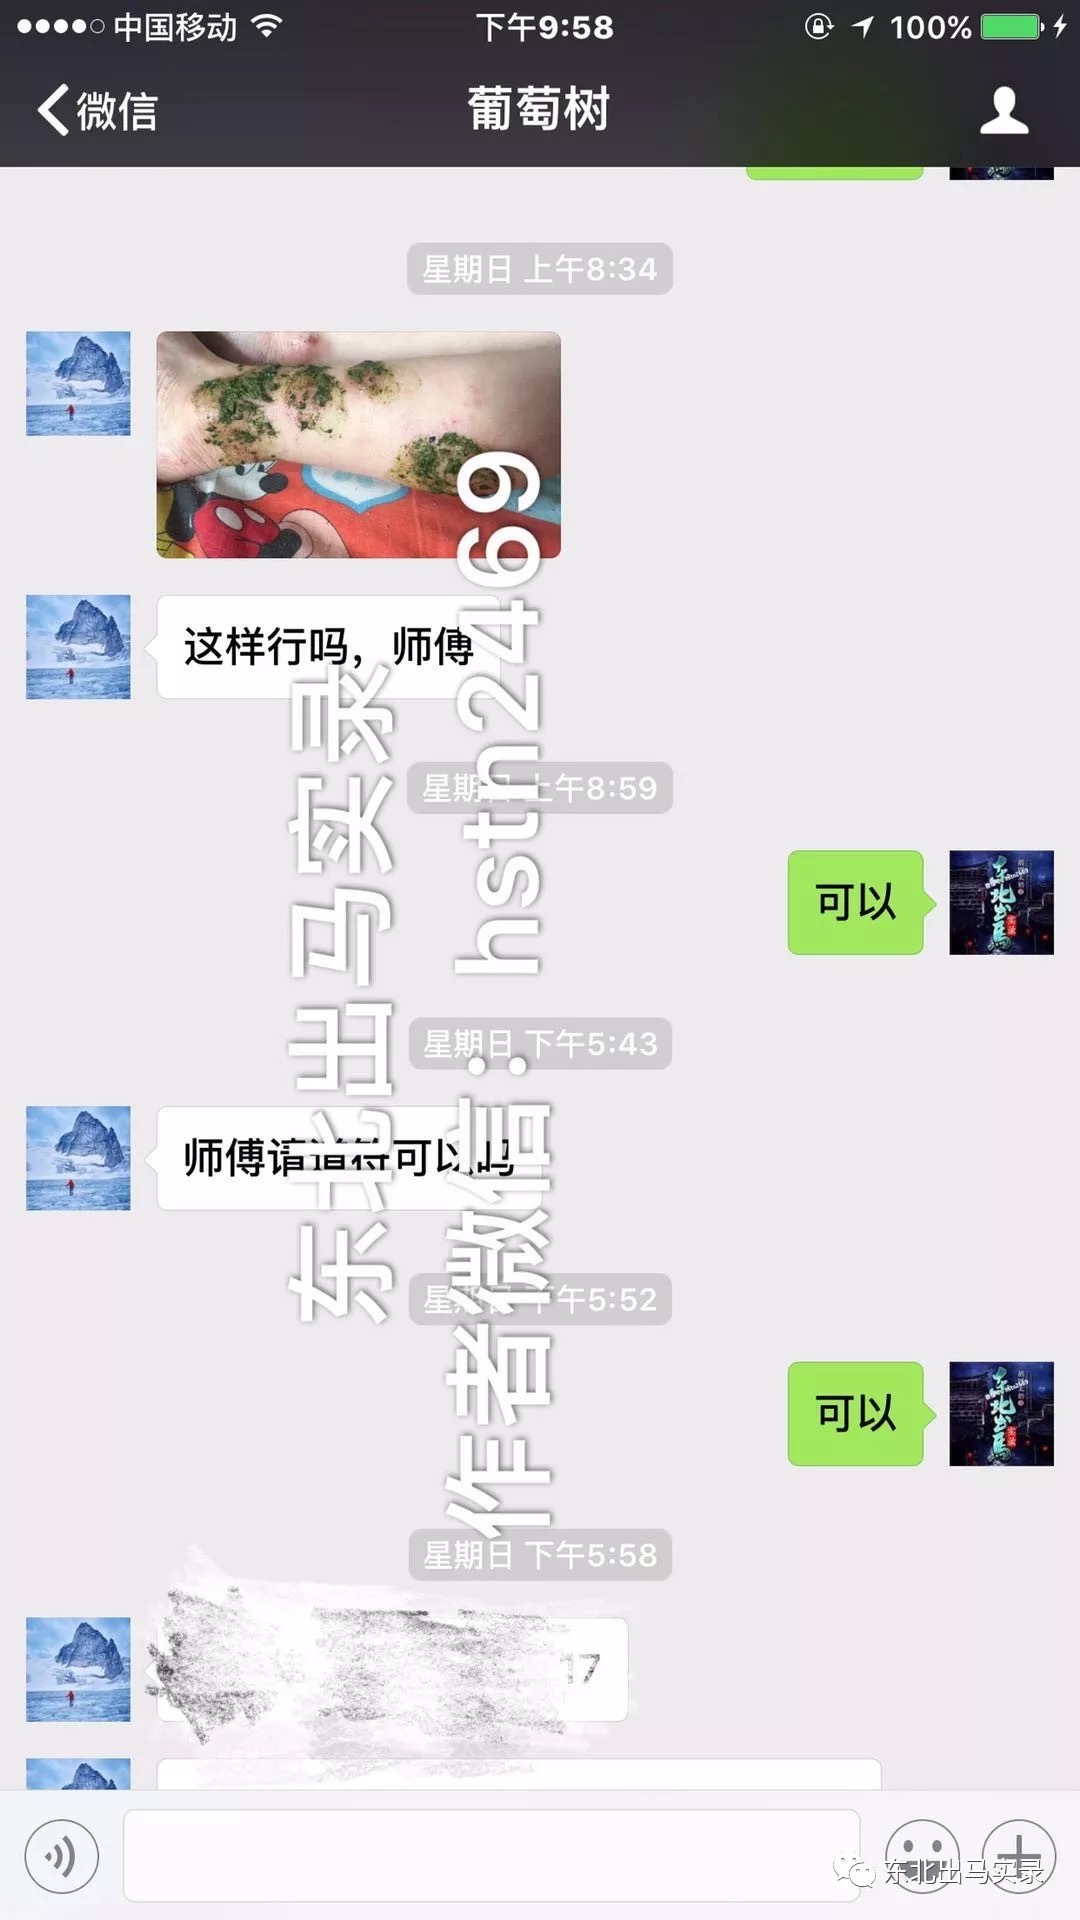 中国移动 下午9:58 100%
微信 葡萄树
星期日 上午8:34
这样行吗，师傅
星期日 上午8:59
可以
星期日 下午5:43
师傅请道符可以吗
星期日 下午5:52
可以
星期日 下午5:58
17
东北出马实录
作者微信：hstn2469
东北出马实录